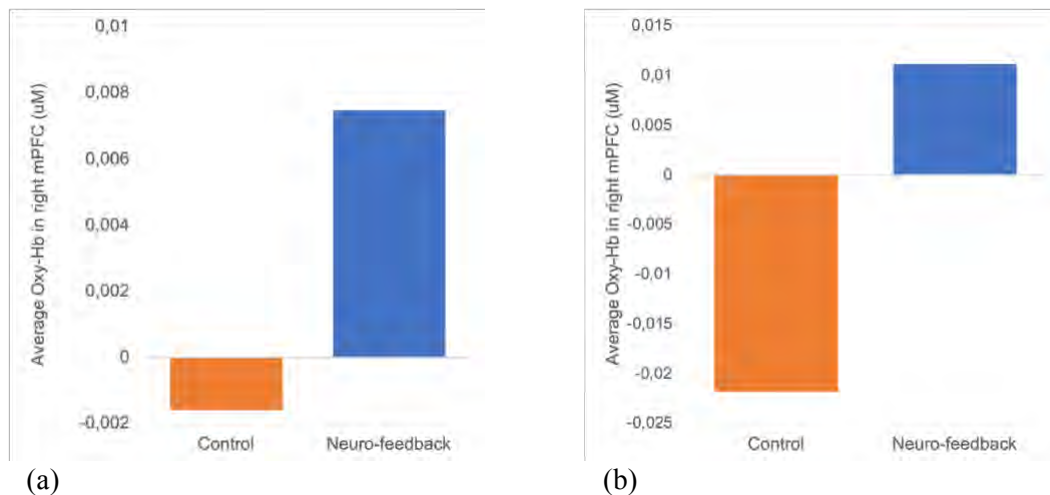 0,01
0,008
0,006
0,004
0,002
0
-0,002
Average Oxy-Hb in right mPFC (uM)
Control Neuro-feedback
(a)
0,015
0,01
0,005
0
-0,005
-0,01
-0,015
-0,02
-0,025
Average Oxy-Hb in right mPFC (uM)
Control Neuro-feedback
(b)